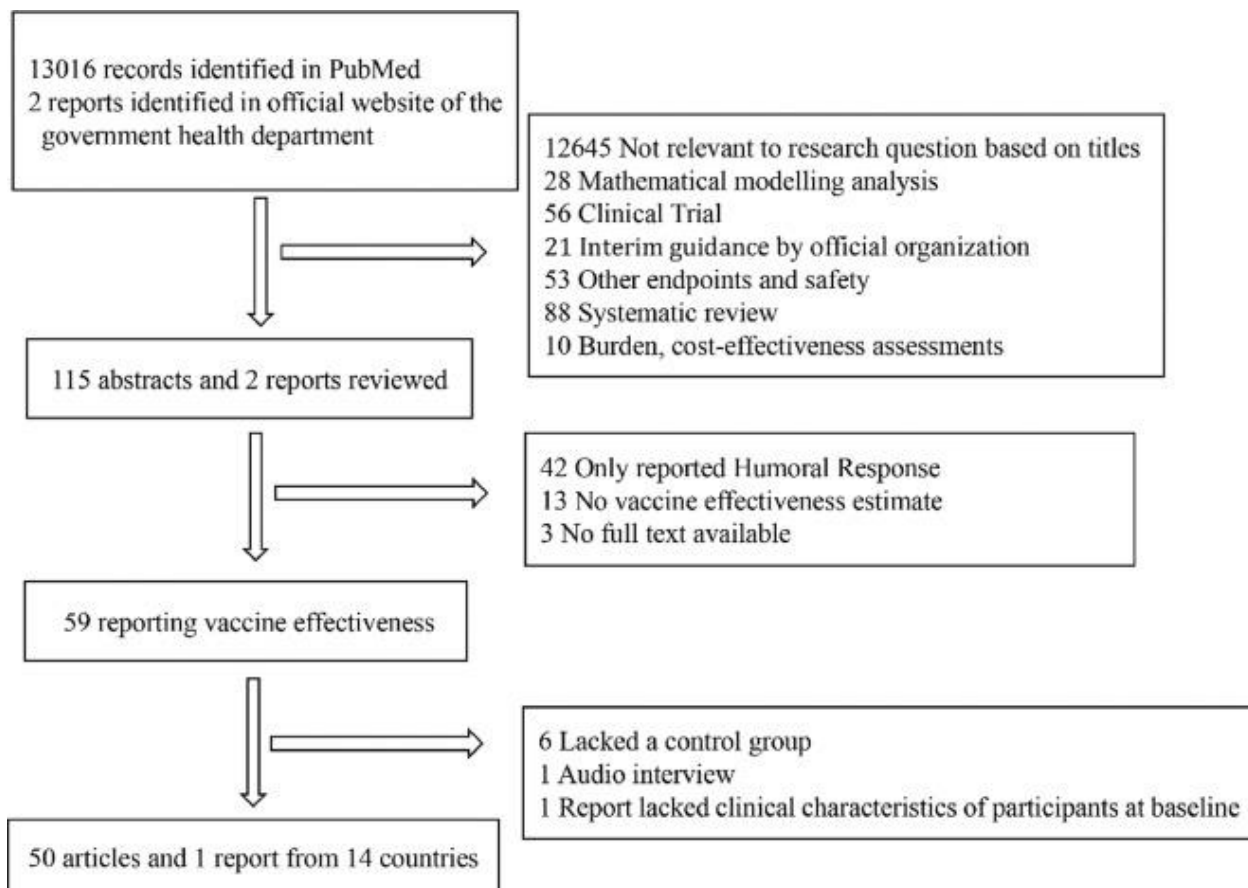 13016 records identified in PubMed
2 reports identified in official website of the
government health department
12645 Not relevant to research question based on titles
28 Mathematical modelling analysis
56 Clinical Trial
21 Interim guidance by official organization
53 Other endpoints and safety
88 Systematic review
10 Burden, cost-effectiveness assessments
115 abstracts and 2 reports reviewed
42 Only reported Humoral Response
13 No vaccine effectiveness estimate
3 No full text available
59 reporting vaccine effectiveness
6 Lacked a control group
1 Audio interview
1 Report lacked clinical characteristics of participants at baseline
50 articles and 1 report from 14 countries